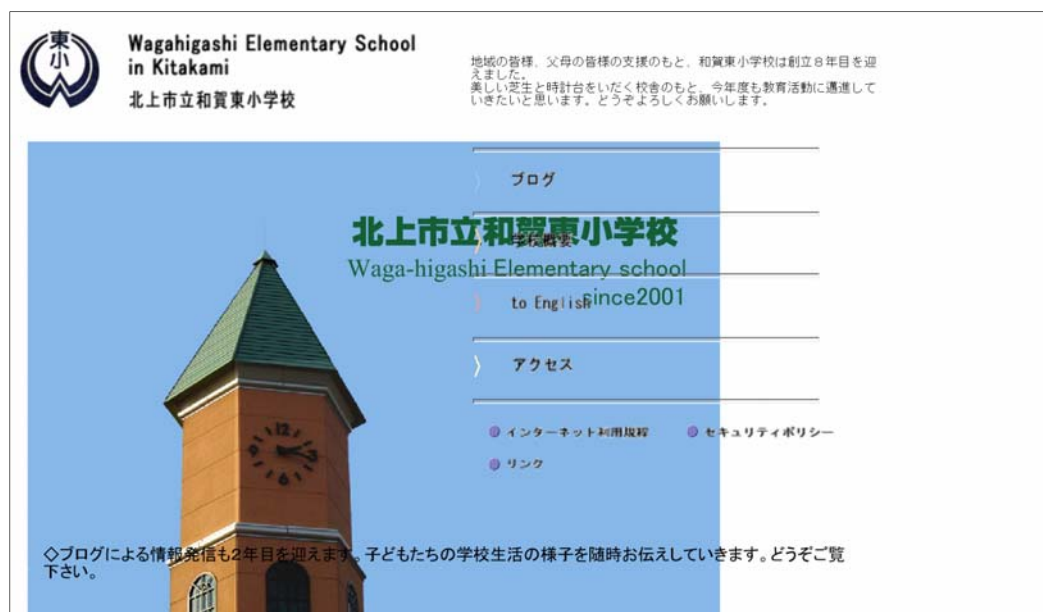 東小
Wagahigashi Elementary School
in Kitakami
北上市立和賀東小学校
地域の皆様、父母の皆様の支援のもと、和賀東小学校は創立8年目を迎
えました。
美しい芝生と時計台をいだく校舎のもと、今年度も教育活動に邁進して
いきたいと思います。どうぞよろしくお願いします。
ブログ
北上市立和賀東小学校
学校概要
Waga-higashi Elementary school
since2001
to English
アクセス
インターネット利用規程
セキュリティポリシー
リンク
12
3
6
9
◇ブログによる情報発信も2年目を迎えます。子どもたちの学校生活の様子を随時お伝えしていきます。どうぞご覧
下さい。